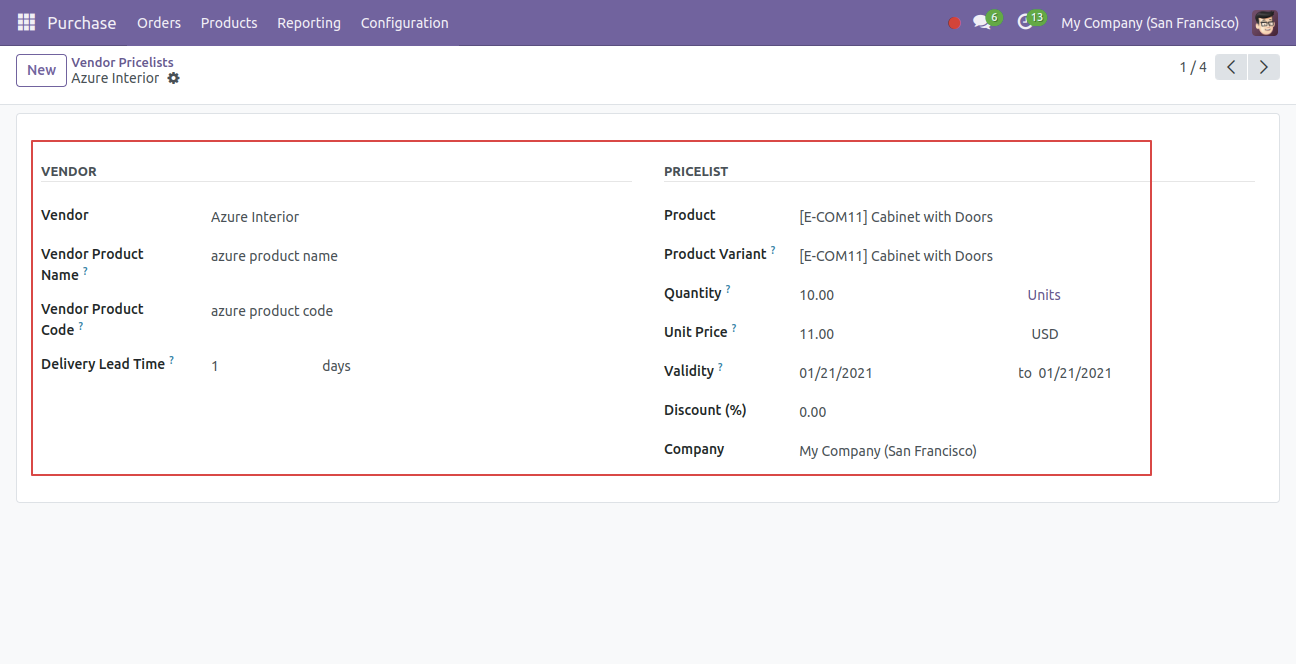 Purchase Orders Products Reporting Configuration 6 13 My Company (San Francisco)
New Vendor Pricelists
Azure Interior 1 / 4
VENDOR PRICELIST
Vendor Azure Interior Product [E-COM11] Cabinet with Doors
Vendor Product azure product name Product Variant ? [E-COM11] Cabinet with Doors
Name ?
Quantity ? 10.00 Units
Vendor Product azure product code
Code ?
Unit Price ? 11.00 USD
Delivery Lead Time ? 1 days Validity ? 01/21/2021 to 01/21/2021
Discount (%) 0.00
Company My Company (San Francisco)